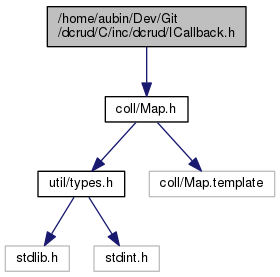 /home/aubin/Dev/Git
/dcrud/C/inc/dcrud/ICallback.h
coll/Map.h
util/types.h
coll/Map.template
stdlib.h
stdint.h